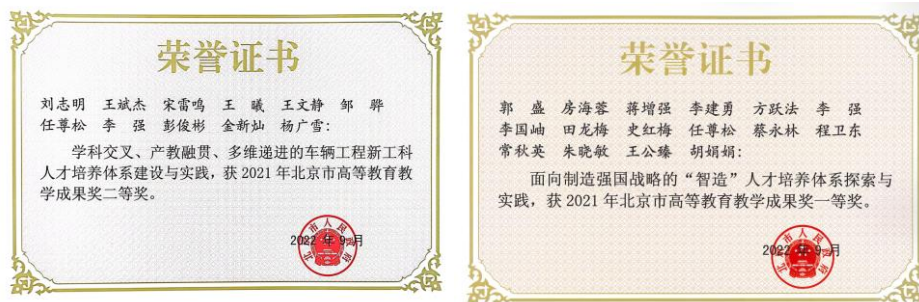 荣誉证书
刘志明 王斌杰 宋雷鸣 王 曦 王文静 邹 骅
任尊松 李 强 彭俊彬 金新灿 杨广雪:
学科交叉、产教融贯、多维递进的车辆工程新工科
人才培养体系建设与实践,获 2021 年北京市高等教育教
学成果奖二等奖。
2022 年 9 月
荣誉证书
郭 盛 房海蓉 蒋增强 李建勇 方跃法 李 强
李国岫 田龙梅 史红梅 任尊松 蔡永林 程卫东
常秋英 朱晓敏 王公臻 胡娟娟:
面向制造强国战略的“智造”人才培养体系探索与
实践,获 2021 年北京市高等教育教学成果奖一等奖。
2022 年 9 月